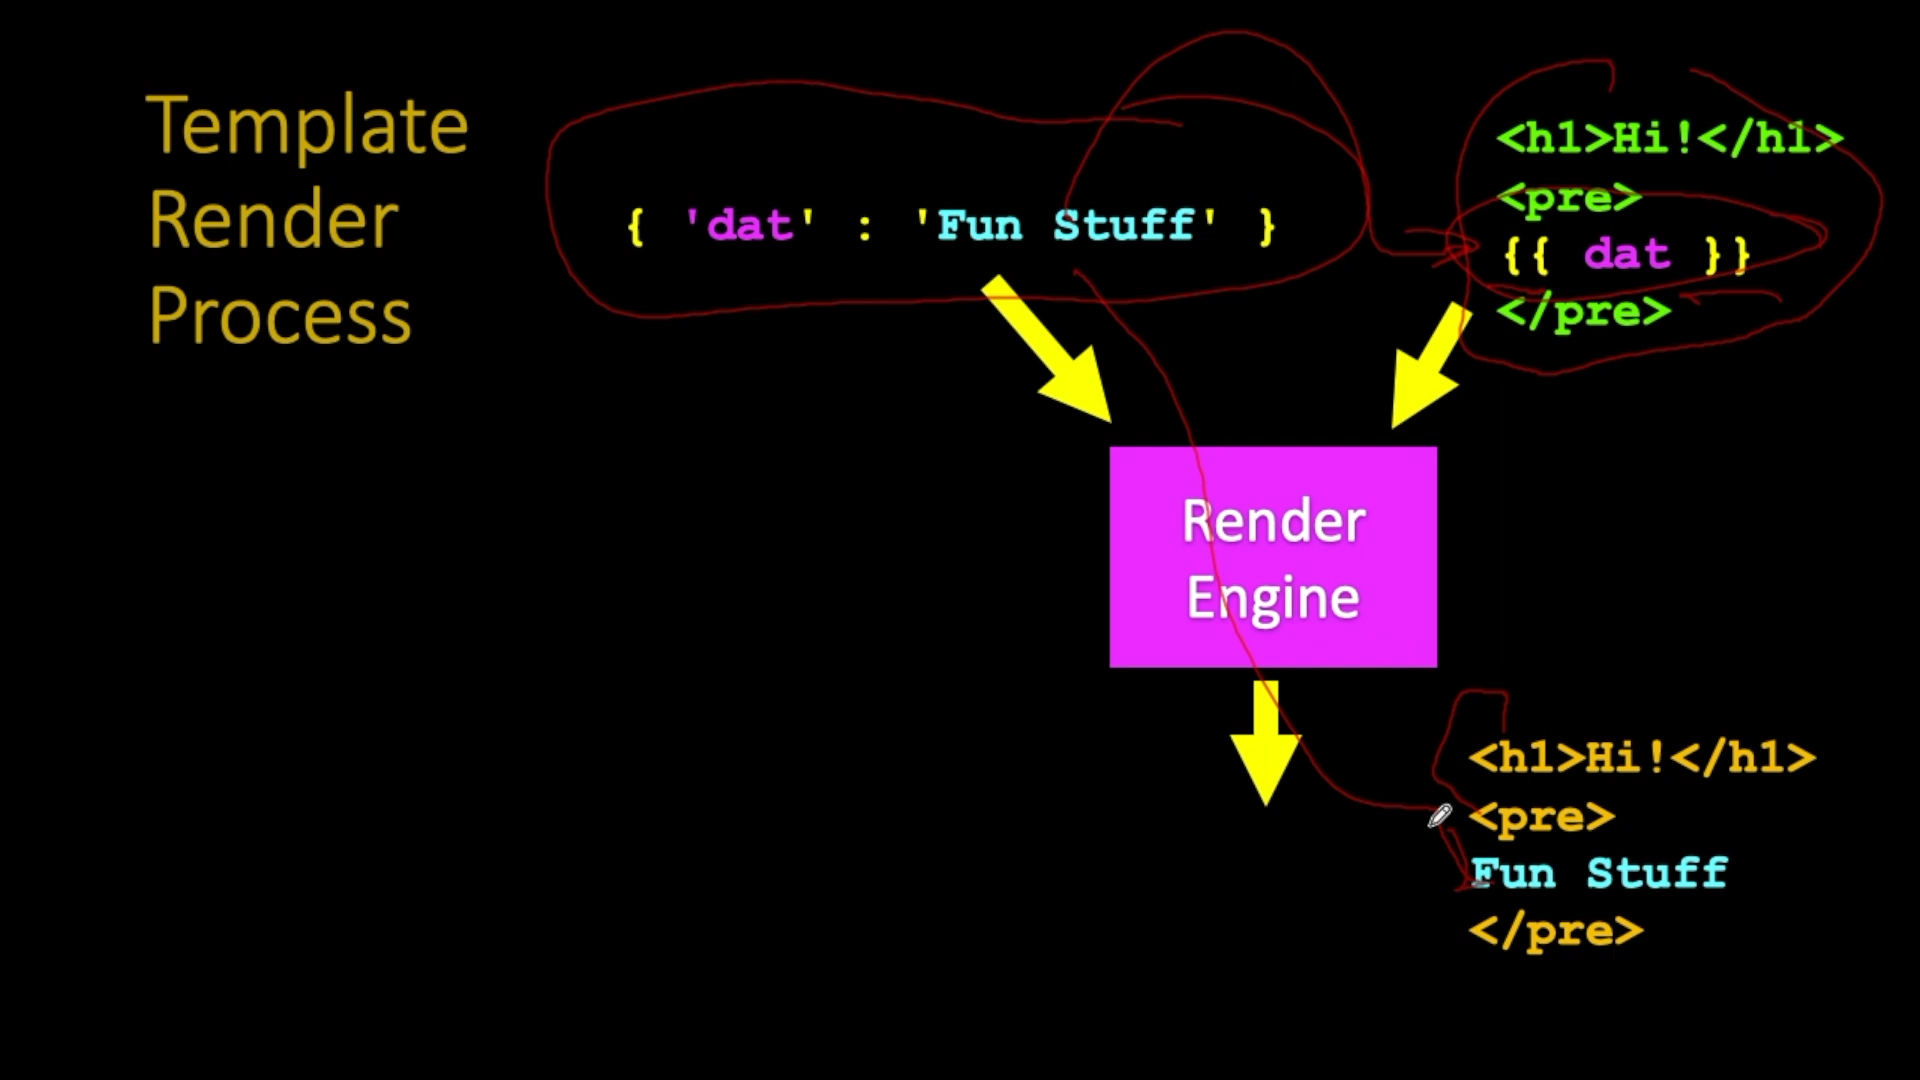 Template
Render
Process
{ 'dat' : 'Fun Stuff' }
<h1>Hi!</h1>
<pre>
{{ dat }}
</pre>
Render
Engine
<h1>Hi!</h1>
<pre>
Fun Stuff
</pre>